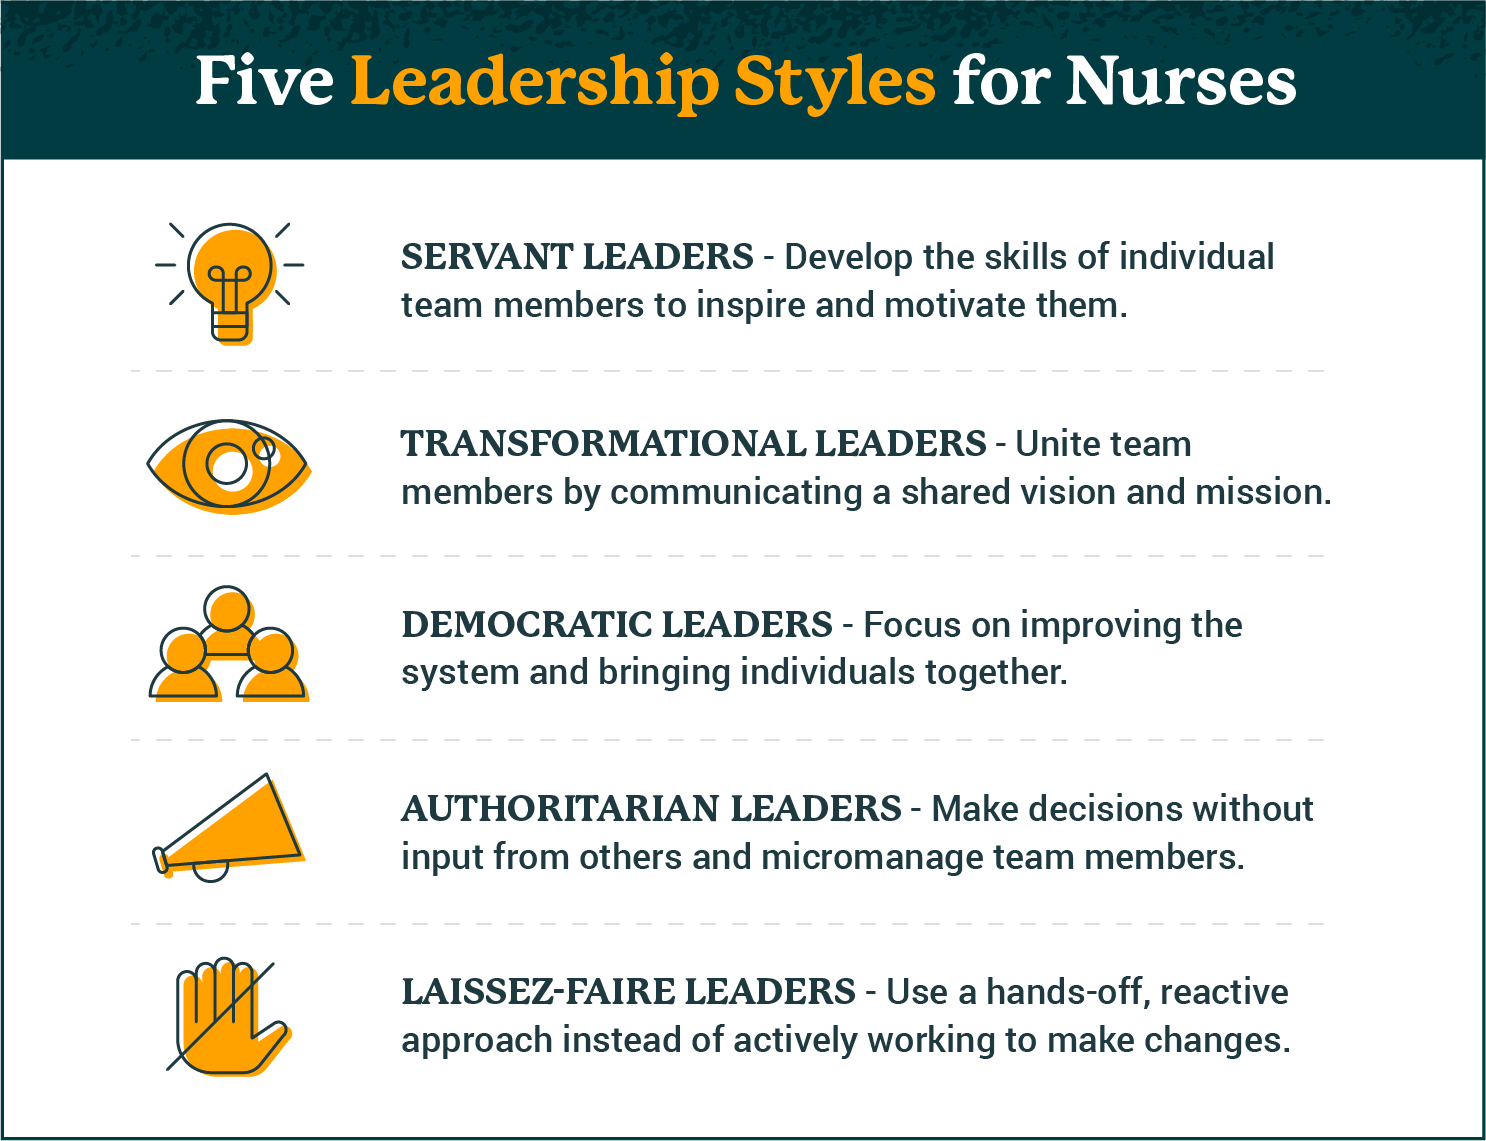 Five Leadership Styles for Nurses
SERVANT LEADERS - Develop the skills of individual
team members to inspire and motivate them.
TRANSFORMATIONAL LEADERS - Unite team
members by communicating a shared vision and mission.
DEMOCRATIC LEADERS - Focus on improving the
system and bringing individuals together.
AUTHORITARIAN LEADERS - Make decisions without
input from others and micromanage team members.
LAISSEZ-FAIRE LEADERS - Use a hands-off, reactive
approach instead of actively working to make changes.